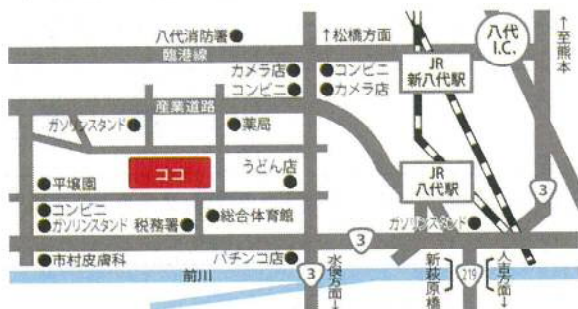 八代消防署
↑松橋方面
八代
I.C.
↑至熊本
臨港線
カメラ店
コンビニ
JR
新八代駅
コンビニ
カメラ店
産業道路
ガソリンスタンド
薬局
ココ
うどん店
平壌園
JR
八代駅
3
コンビニ
ガソリンスタンド
税務署
総合体育館
ガソリンスタンド
3
市村皮膚科
パチンコ店
前川
3
水俣方面↓
新萩原橋
219
人吉方面↓